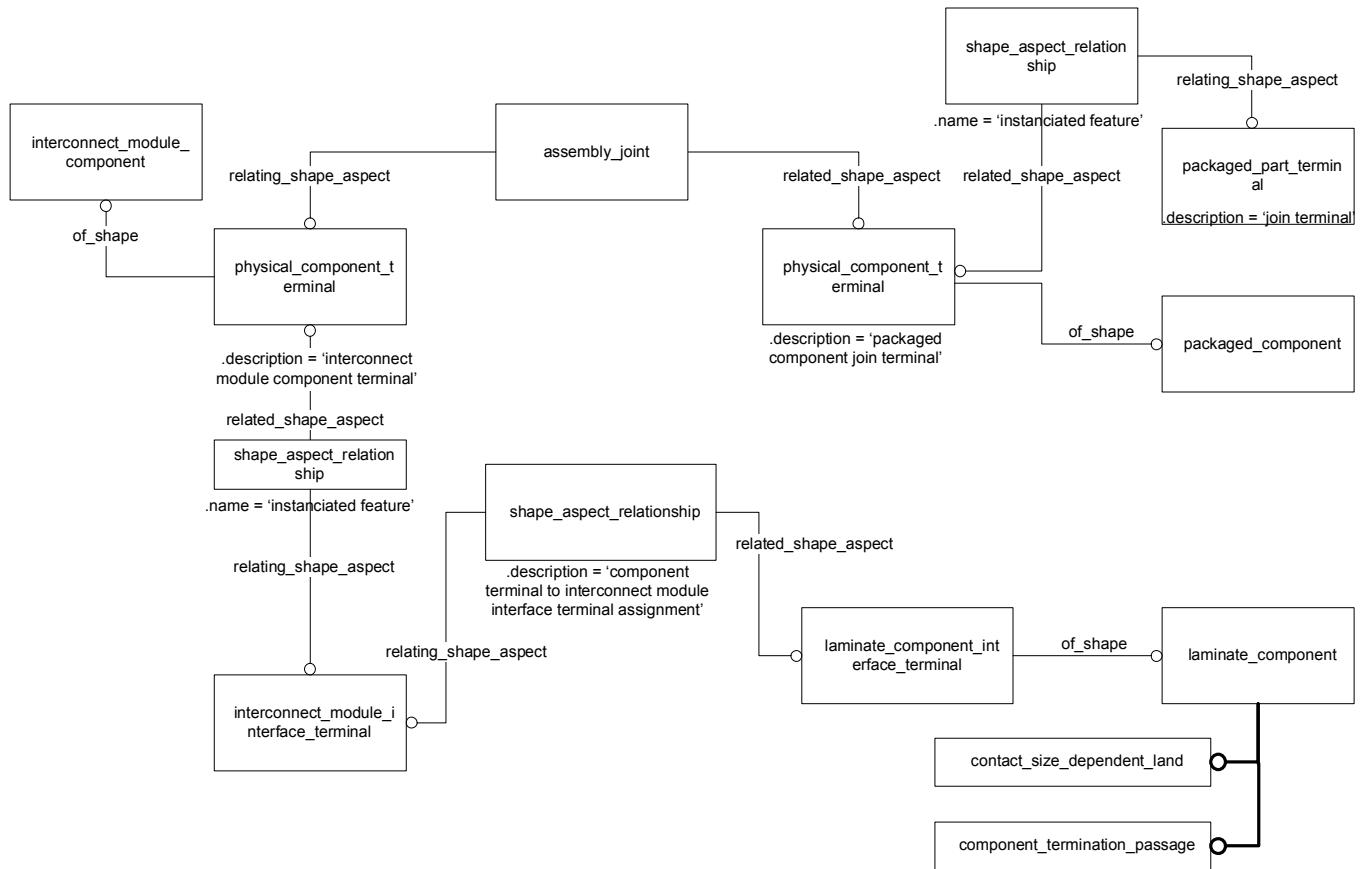 shape_aspect_relatio
nship
relating_shape_aspect
.name = ‘instanciated feature’
interconnect_module_
component
assembly_joint
packaged_part_termin
al
.description = ‘join terminal’
relating_shape_aspect
related_shape_aspect
related_shape_aspect
of_shape
physical_component_t
erminal
physical_component_t
erminal
.description = ‘packaged
component join terminal’
of_shape
packaged_component
.description = ‘interconnect
module component terminal’
related_shape_aspect
shape_aspect_relation
ship
.name = ‘instanciated feature’
shape_aspect_relationship
related_shape_aspect
relating_shape_aspect
.description = ‘component
terminal to interconnect module
interface terminal assignment’
relating_shape_aspect
laminate_component_int
erface_terminal
of_shape
laminate_component
interconnect_module_i
nterface_terminal
contact_size_dependent_land
component_termination_passage